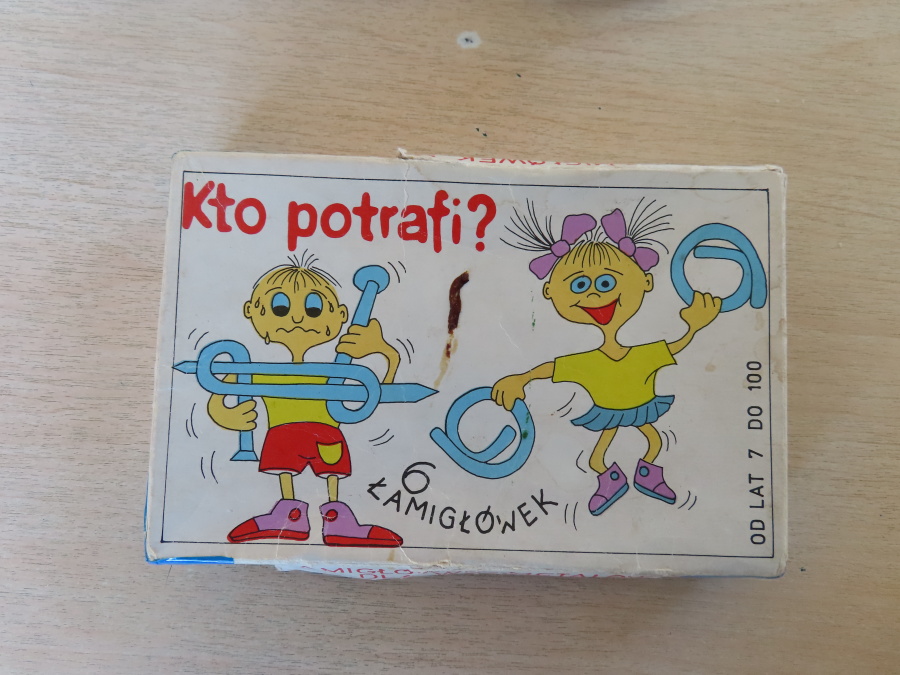 Kto potrafi?
6
ŁAMIGŁÓWEK
OD LAT 7 DO 100